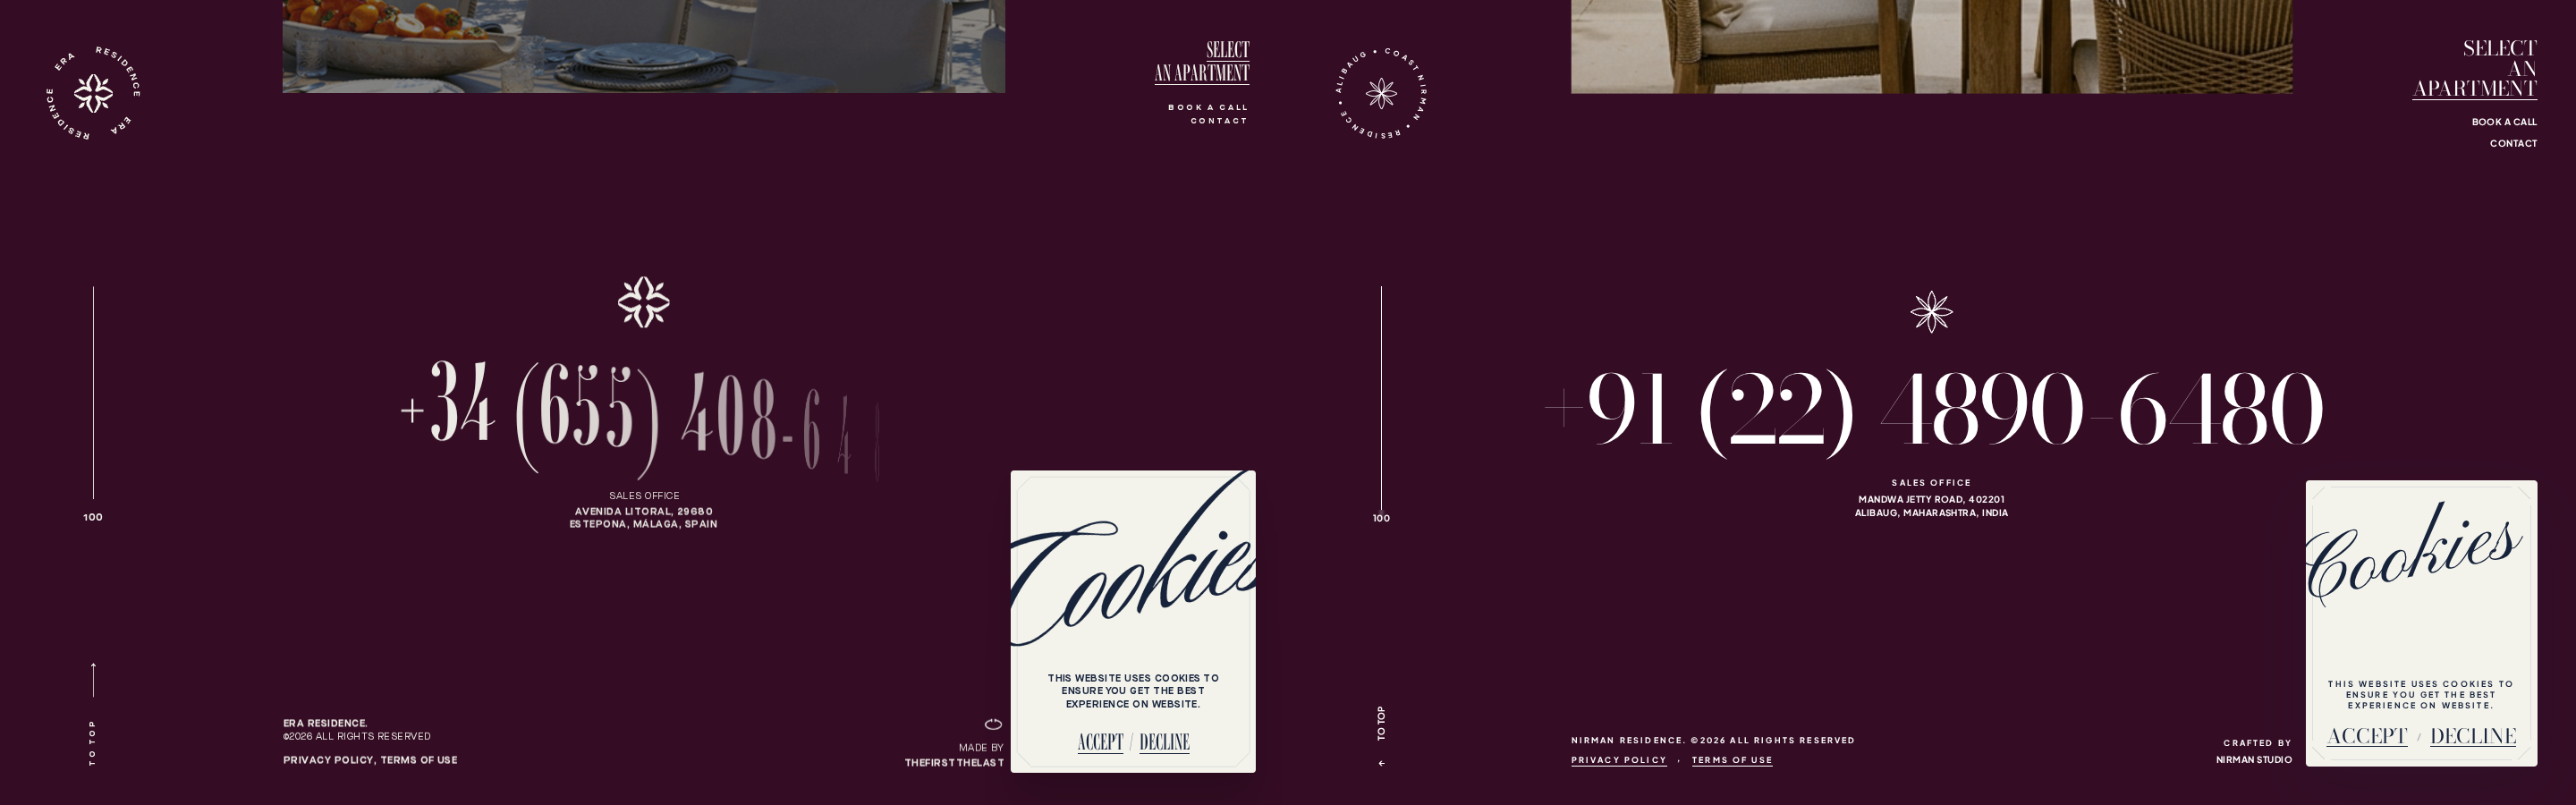 ERA RESIDENCE ERA RESIDENCE
SELECT
AN APARTMENT
BOOK A CALL
CONTACT
+34 (655) 408-648
SALES OFFICE
AVENIDA LITORAL, 29680
ESTEPONA, MÁLAGA, SPAIN
100
TO TOP
ERA RESIDENCE.
©2026 ALL RIGHTS RESERVED
PRIVACY POLICY, TERMS OF USE
MADE BY
THEFIRSTTHELAST
Cookies
THIS WEBSITE USES COOKIES TO
ENSURE YOU GET THE BEST
EXPERIENCE ON WEBSITE.
ACCEPT / DECLINE
ALIBAUG • COAST NIRMAN • RESIDENCE •
SELECT
AN
APARTMENT
BOOK A CALL
CONTACT
+91 (22) 4890-6480
SALES OFFICE
MANDWA JETTY ROAD, 402201
ALIBAUG, MAHARASHTRA, INDIA
100
TO TOP
NIRMAN RESIDENCE. ©2026 ALL RIGHTS RESERVED
PRIVACY POLICY , TERMS OF USE
CRAFTED BY
NIRMAN STUDIO
Cookies
THIS WEBSITE USES COOKIES TO
ENSURE YOU GET THE BEST
EXPERIENCE ON WEBSITE.
ACCEPT / DECLINE